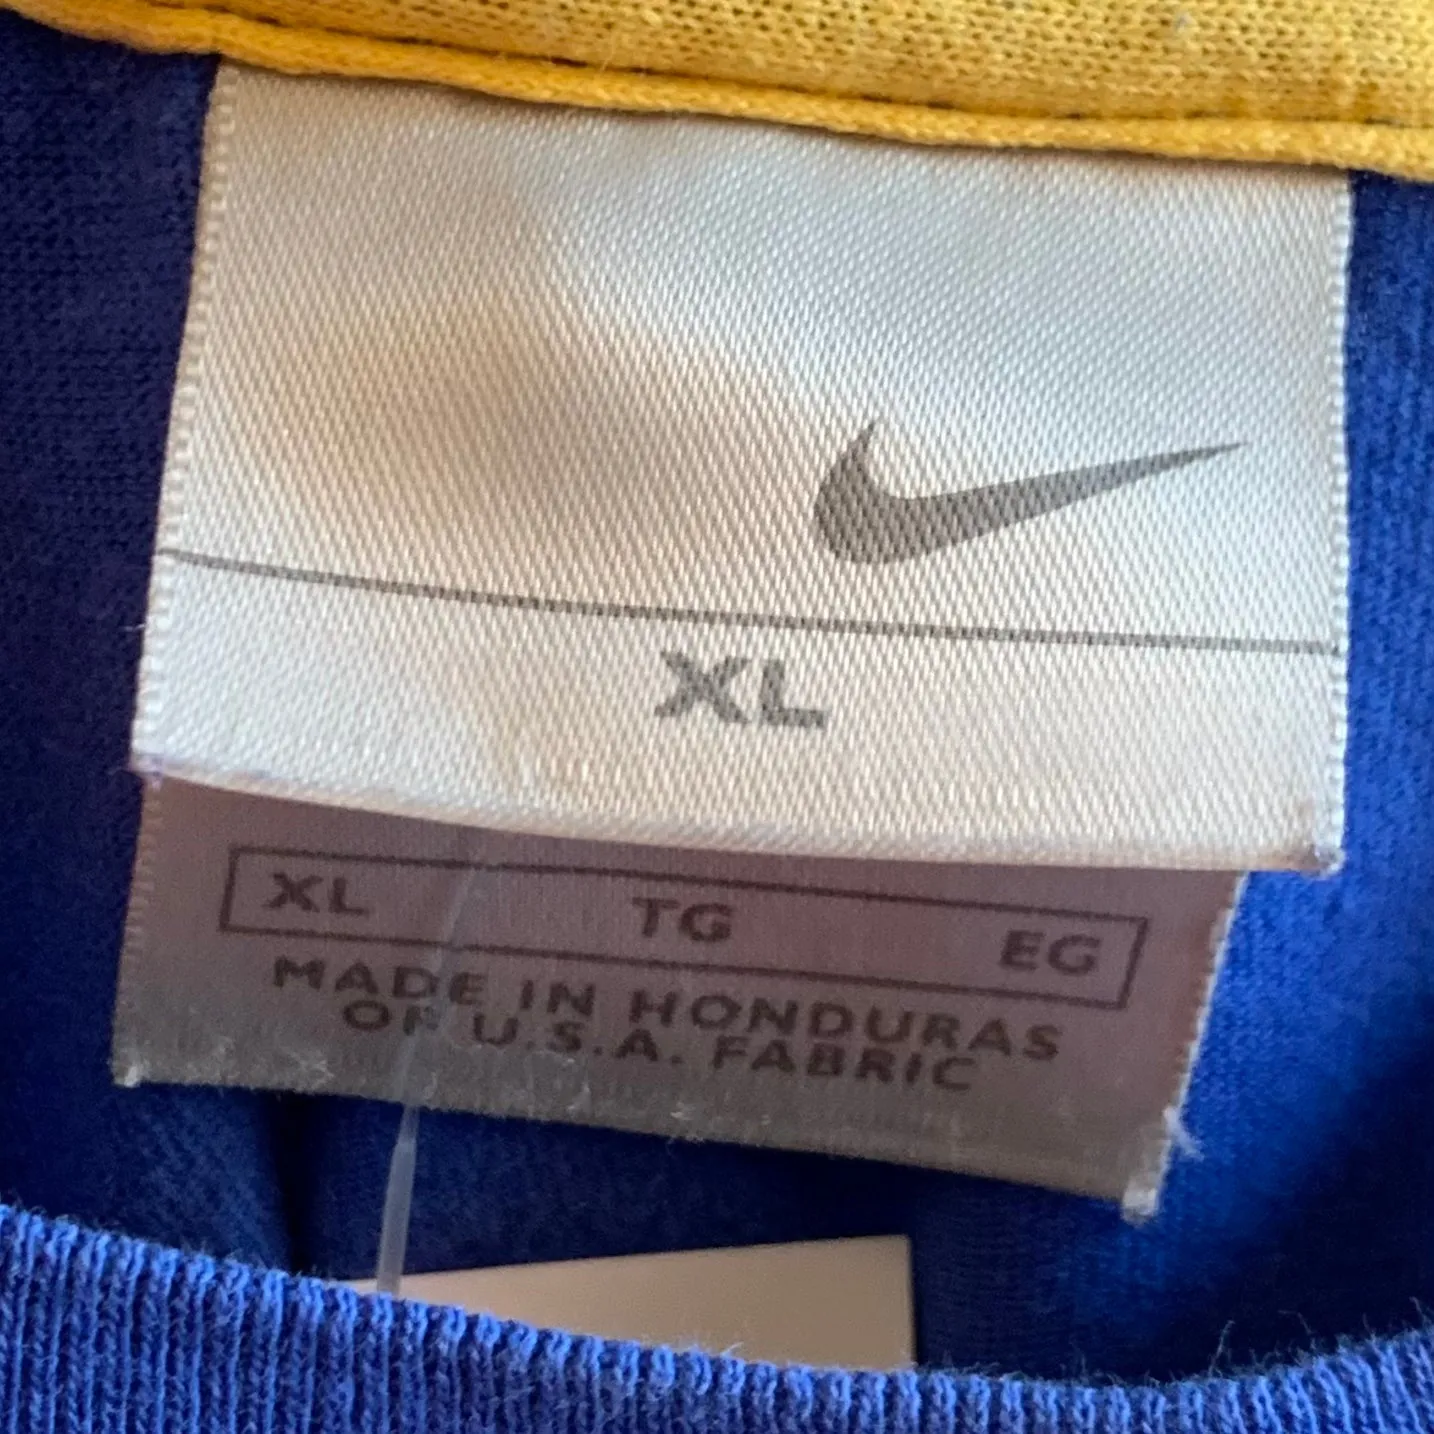 XL
XL TG EG
MADE IN HONDURAS
OF U.S.A. FABRIC